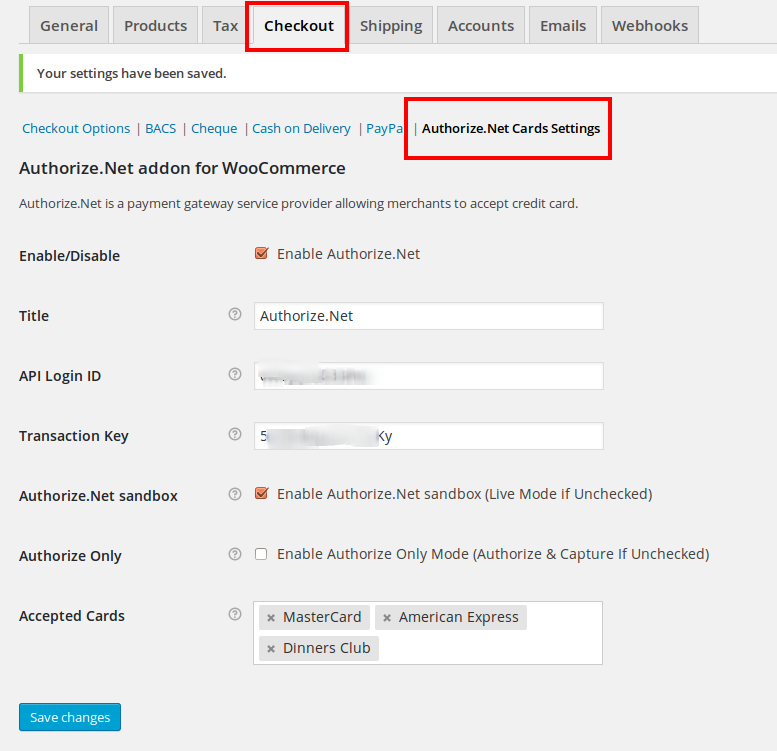 General Products Tax Checkout Shipping Accounts Emails Webhooks
Your settings have been saved.
Checkout Options | BACS | Cheque | Cash on Delivery | PayPa | Authorize.Net Cards Settings
Authorize.Net addon for WooCommerce
Authorize.Net is a payment gateway service provider allowing merchants to accept credit card.
Enable/Disable Enable Authorize.Net
Title ? Authorize.Net
API Login ID ?
Transaction Key ? 5 Ky
Authorize.Net sandbox ? Enable Authorize.Net sandbox (Live Mode if Unchecked)
Authorize Only ? Enable Authorize Only Mode (Authorize & Capture If Unchecked)
Accepted Cards ? × MasterCard × American Express
× Dinners Club
Save changes